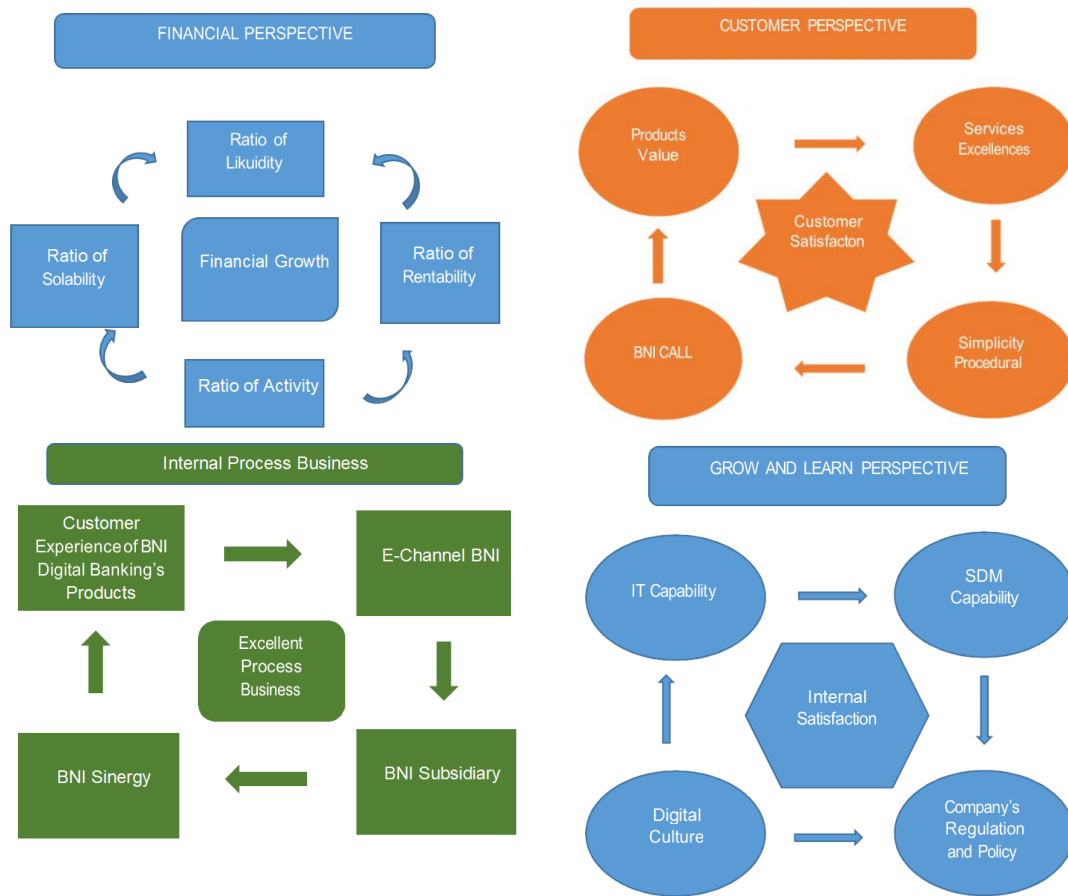 FINANCIAL PERSPECTIVE
Ratio of
Likuidity
Ratio of
Solability
Financial Growth
Ratio of
Rentability
Ratio of Activity
CUSTOMER PERSPECTIVE
Products
Value
Services
Excellences
Customer
Satisfacton
BNI CALL
Simplicity
Procedural
Internal Process Business
Customer
Experience of BNI
Digital Banking's
Products
E-Channel BNI
Excellent
Process
Business
BNI Sinergy
BNI Subsidiary
GROW AND LEARN PERSPECTIVE
IT Capability
SDM
Capability
Internal
Satisfaction
Digital
Culture
Company's
Regulation
and Policy